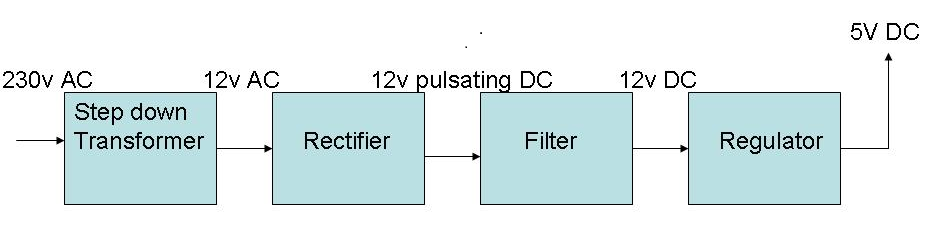 5V DC
230v AC
12v AC
12v pulsating DC
12v DC
Step down
Transformer
Rectifier
Filter
Regulator